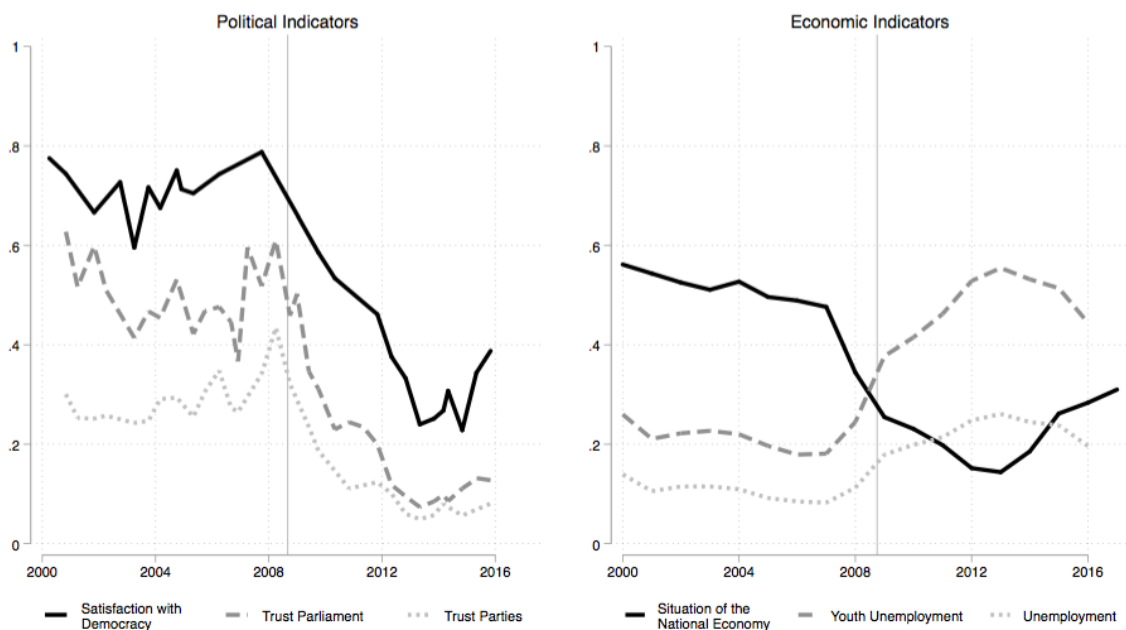 Political Indicators
1
.8
.6
.4
.2
0
2000 2004 2008 2012 2016
Satisfaction with
Democracy
Trust Parliament
Trust Parties
Economic Indicators
1
.8
.6
.4
.2
0
2000 2004 2008 2012 2016
Situation of the
National Economy
Youth Unemployment
Unemployment